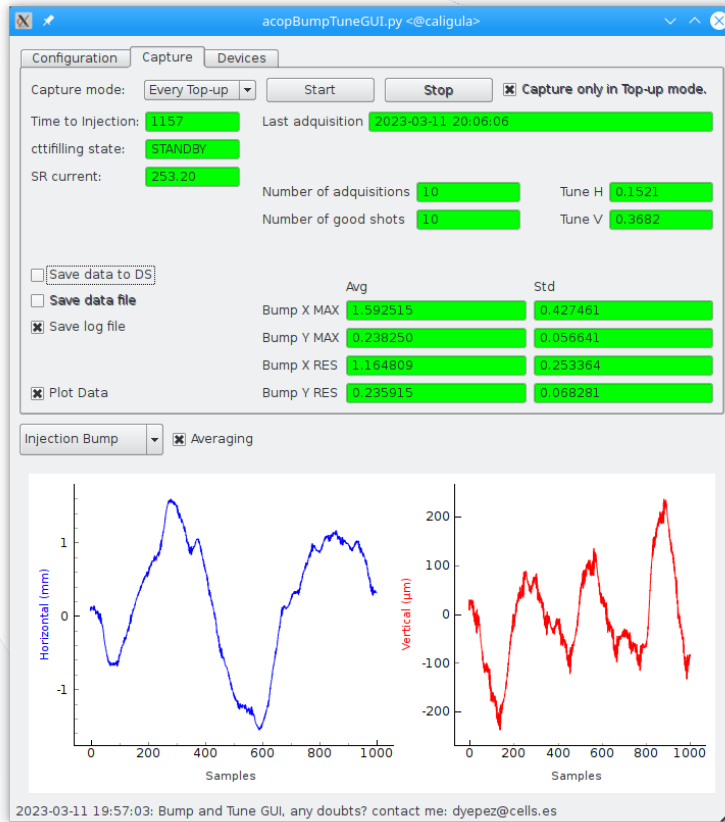 acopBumpTuneGUI.py <@caligula>
Configuration Capture Devices
Capture mode: Every Top-up Start Stop Capture only in Top-up mode.
Time to Injection: 1157 Last adquisition 2023-03-11 20:06:06
cttifilling state: STANDBY
SR current: 253.20
Number of adquisitions 10 Tune H 0.1521
Number of good shots 10 Tune V 0.3682
Save data to DS
Avg Std
Save data file
Bump X MAX 1.592515 0.427461
Save log file
Bump Y MAX 0.238250 0.056641
Bump X RES 1.164809 0.253364
Plot Data
Bump Y RES 0.235915 0.068281
Injection Bump Averaging
Horizontal (mm)
1
0
-1
0 200 400 600 800 1000
Samples
Vertical (µm)
200
100
0
-100
-200
0 200 400 600 800 1000
Samples
2023-03-11 19:57:03: Bump and Tune GUI, any doubts? contact me: dyepez@cells.es